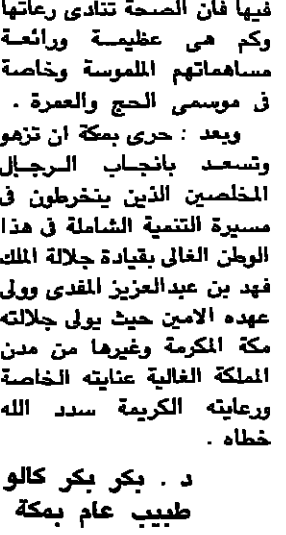 فيها فان الصحة تتادى رعاتها
وكم هى عظيمة ورائعة
مساهماتهم الملموسة وخاصة
فى موسمى الحج والعمرة .
وبعد : حرى بمكة ان تزهو
وتسعد بانجاب الرجال
المخلصين الذين ينخرطون فى
مسيرة التنمية الشاملة فى هذا
الوطن الغالى بقيادة جلالة الملك
فهد بن عبدالعزيز المفدى وولى
عهده الامين حيث يولى جلالته
مكة المكرمة وغيرها من مدن
المملكة الغالية عنايته الخاصة
ورعايته الكريمة سدد الله
خطاه .
د . بكر بكر كالو
طبيب عام بمكة